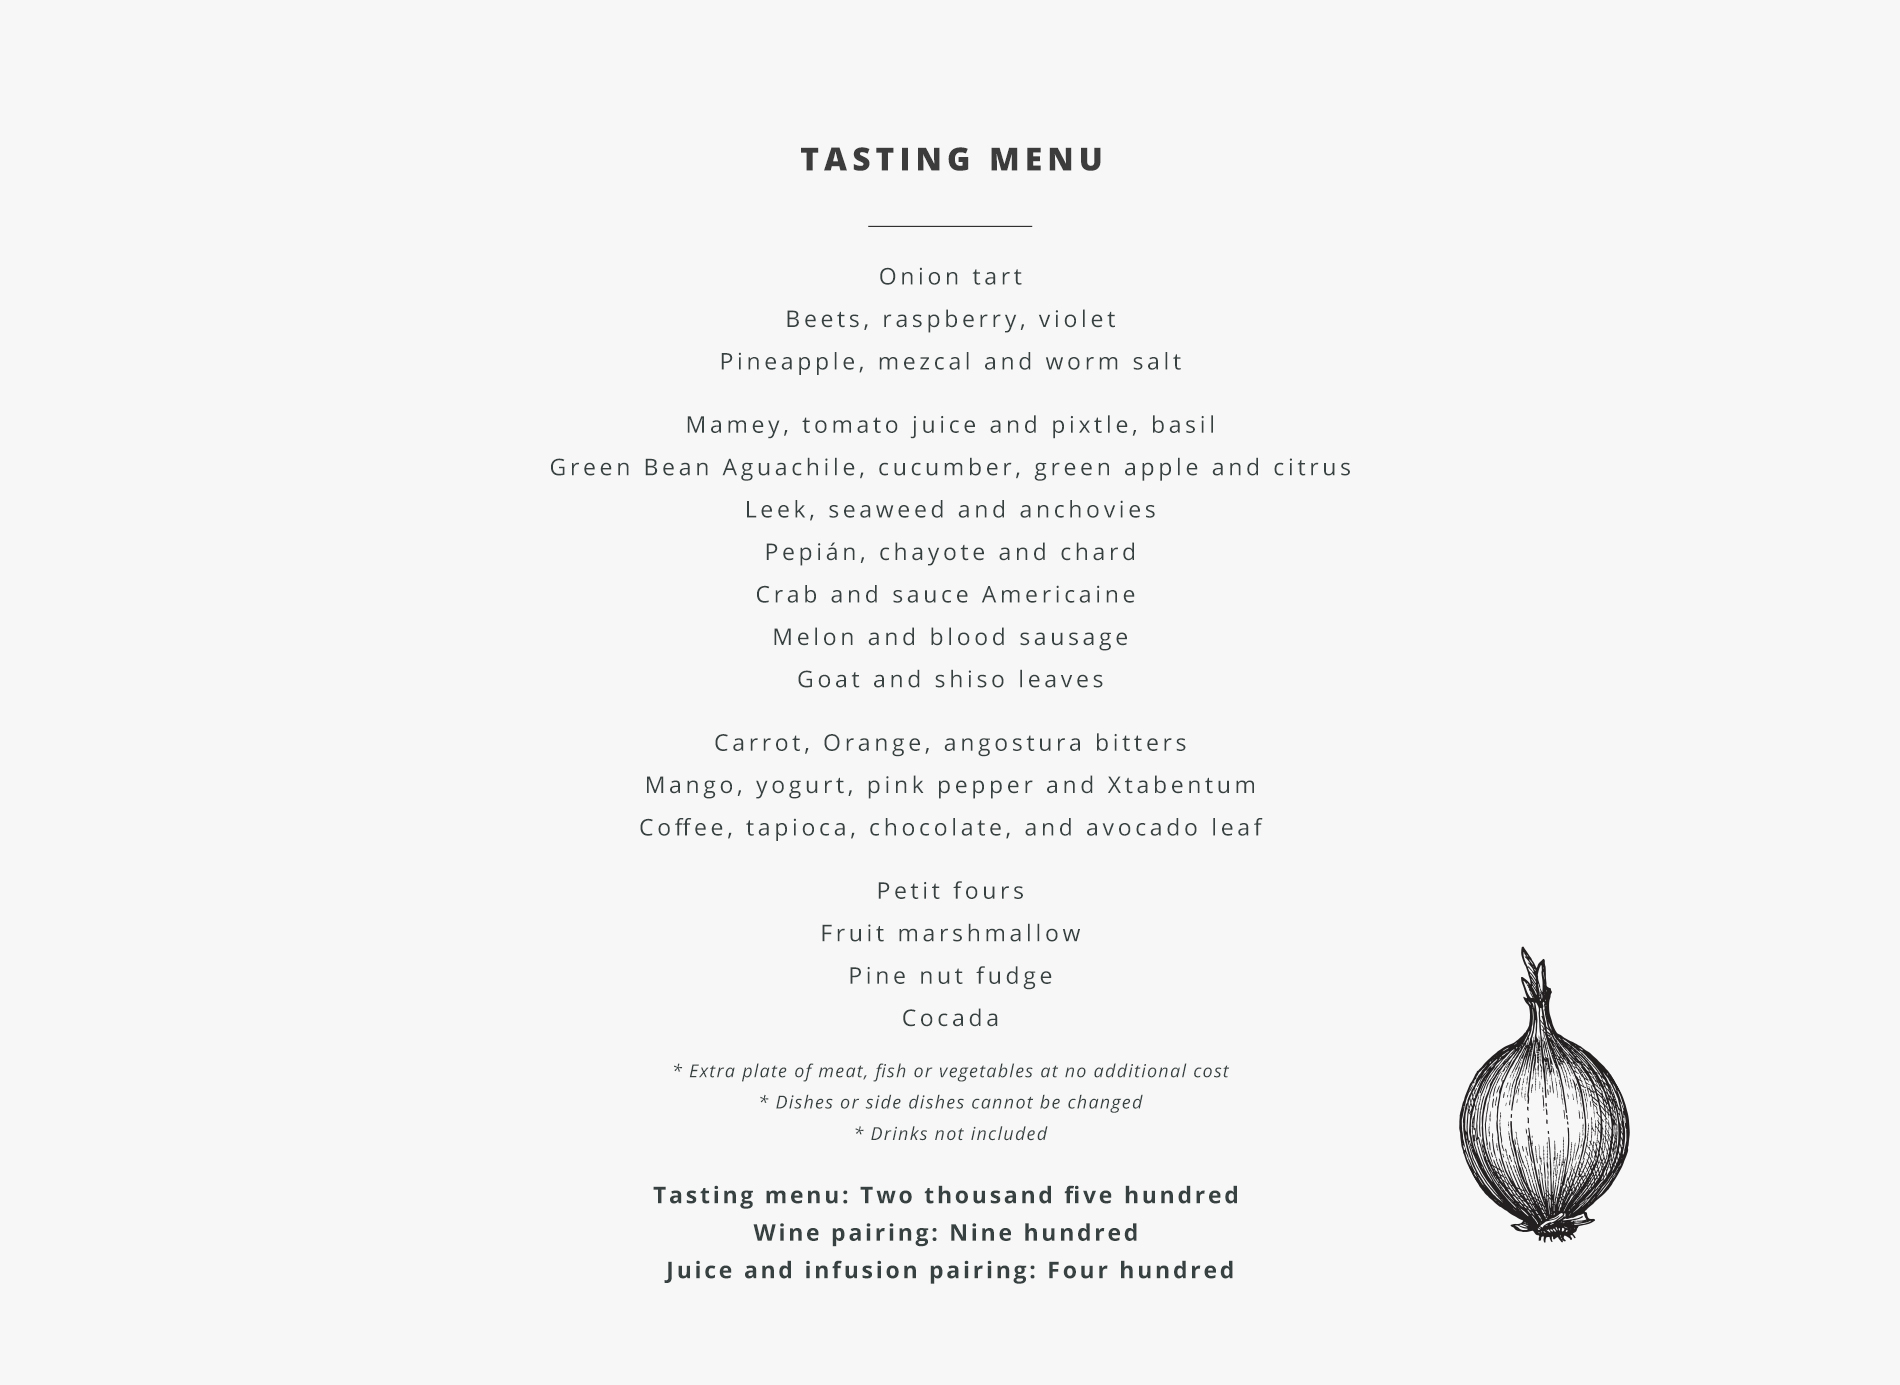 TASTING MENU
Onion tart
Beets, raspberry, violet
Pineapple, mezcal and worm salt
Mamey, tomato juice and pixtle, basil
Green Bean Aguachile, cucumber, green apple and citrus
Leek, seaweed and anchovies
Pepián, chayote and chard
Crab and sauce Americaine
Melon and blood sausage
Goat and shiso leaves
Carrot, Orange, angostura bitters
Mango, yogurt, pink pepper and Xtabentum
Coffee, tapioca, chocolate, and avocado leaf
Petit fours
Fruit marshmallow
Pine nut fudge
Cocada
* Extra plate of meat, fish or vegetables at no additional cost
* Dishes or side dishes cannot be changed
* Drinks not included
Tasting menu: Two thousand five hundred
Wine pairing: Nine hundred
Juice and infusion pairing: Four hundred